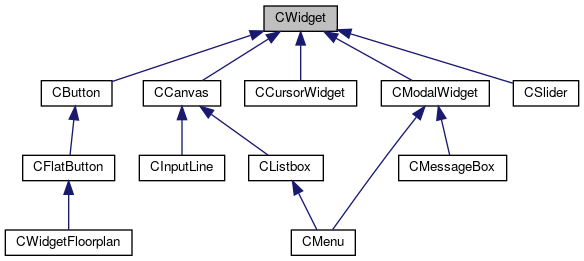 CWidget
CButton
CCanvas
CCursorWidget
CModalWidget
CSlider
CFlatButton
CInputLine
CListbox
CMessageBox
CWidgetFloorplan
CMenu